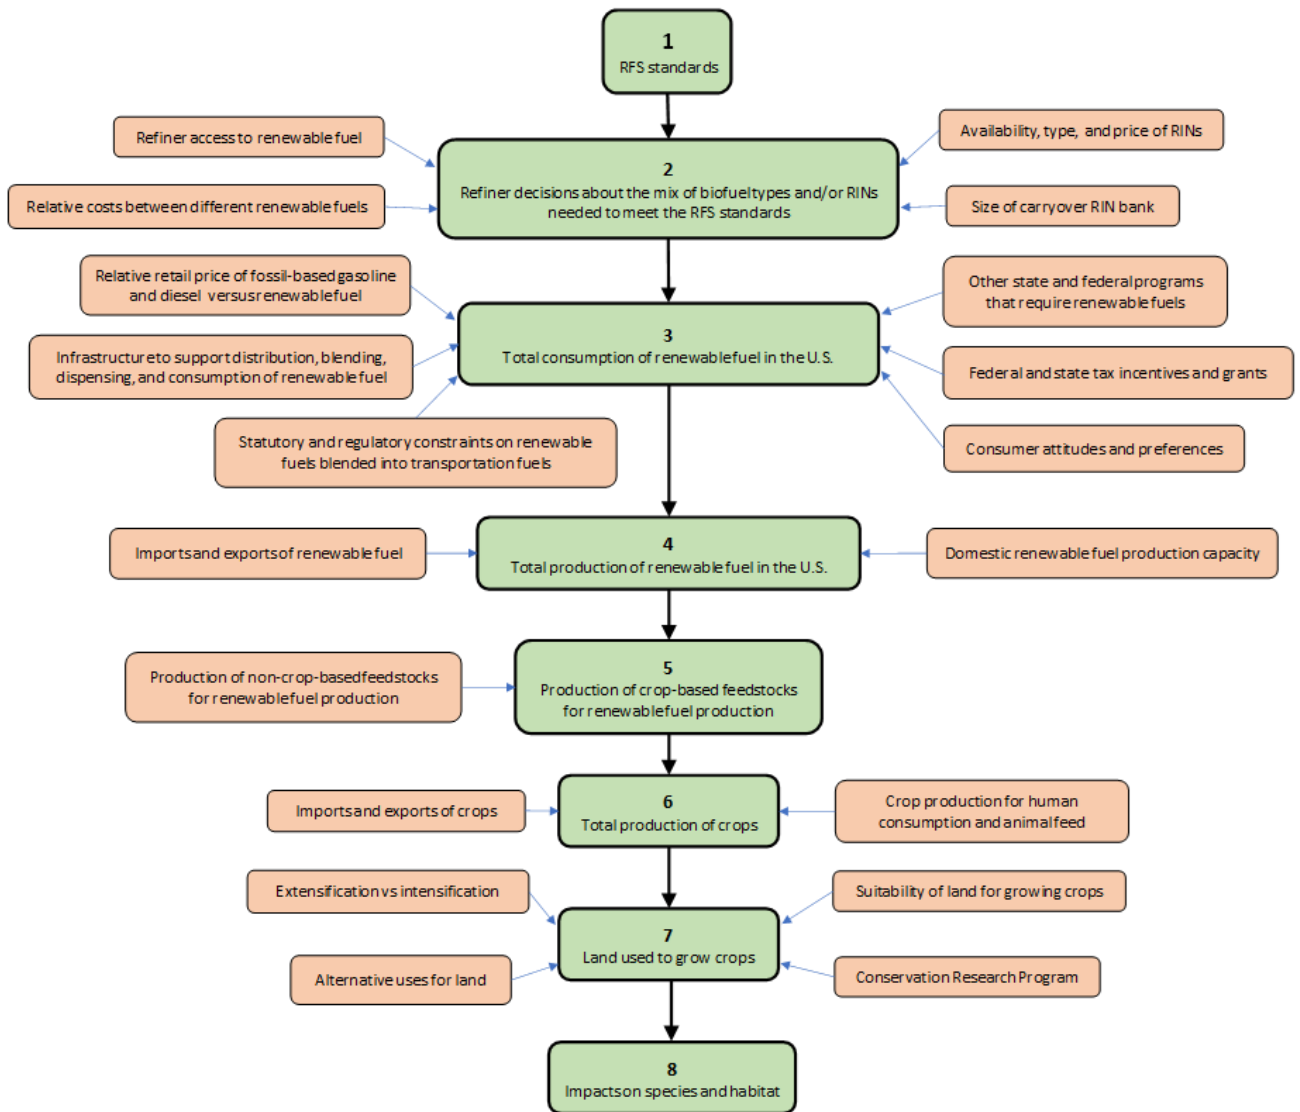 1
RFS standards
Refiner access to renewable fuel
Availability, type, and price of RINs
2
Refiner decisions about the mix of biofuel types and/or RINs
needed to meet the RFS standards
Relative costs between different renewable fuels
Size of carryover RIN bank
Relative retail price of fossil-based gasoline
and diesel versus renewable fuel
Other state and federal programs
that require renewable fuels
3
Total consumption of renewable fuel in the U.S.
Infrastructure to support distribution, blending,
dispensing, and consumption of renewable fuel
Federal and state tax incentives and grants
Statutory and regulatory constraints on renewable
fuels blended into transportation fuels
Consumer attitudes and preferences
Imports and exports of renewable fuel
4
Total production of renewable fuel in the U.S.
Domestic renewable fuel production capacity
Production of non-crop-based feedstocks
for renewable fuel production
5
Production of crop-based feedstocks
for renewable fuel production
Imports and exports of crops
6
Total production of crops
Crop production for human
consumption and animal feed
Extensification vs intensification
Suitability of land for growing crops
7
Land used to grow crops
Alternative uses for land
Conservation Research Program
8
Impacts on species and habitat